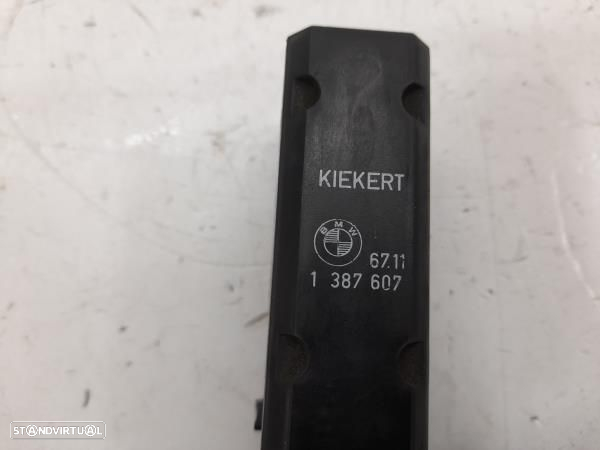 KIEKERT
BMW
67.11
1 387 607
STANDVIRTUAL